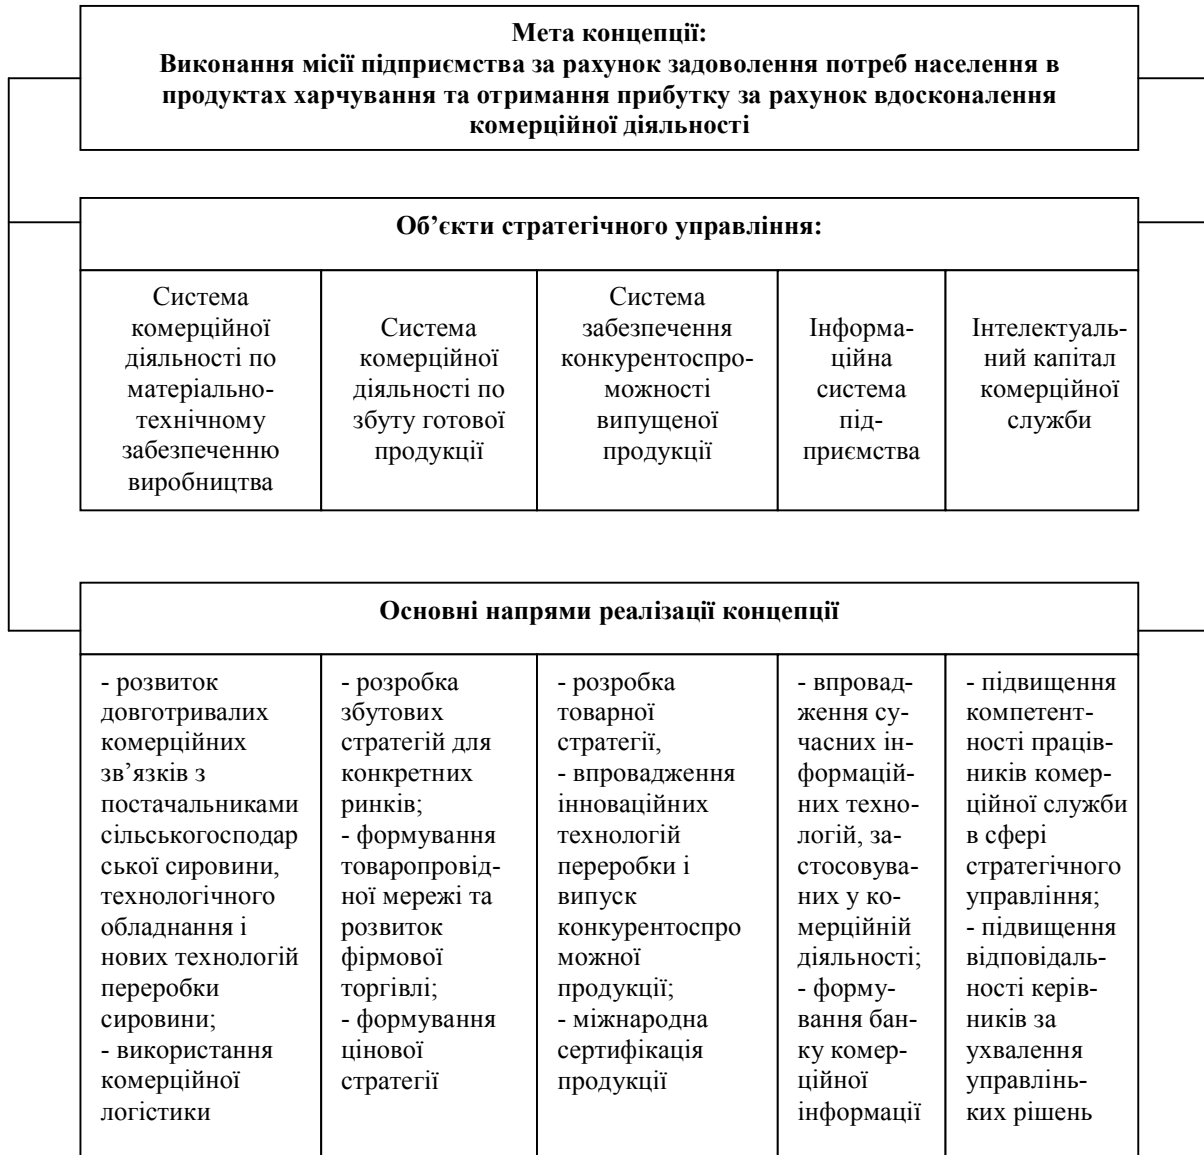 Мета концепції:
Виконання місії підприємства за рахунок задоволення потреб населення в
продуктах харчування та отримання прибутку за рахунок вдосконалення
комерційної діяльності
Об’єкти стратегічного управління:
Система
комерційної
діяльності по
матеріально-
технічному
забезпеченню
виробництва
Система
комерційної
діяльності по
збуту готової
продукції
Система
забезпечення
конкурентоспро-
можності
випущеної
продукції
Інформа-
ційна
система
під-
приємства
Інтелектуаль-
ний капітал
комерційної
служби
Основні напрями реалізації концепції
- розвиток
довготривалих
комерційних
зв’язків з
постачальниками
сільськогосподар
ської сировини,
технологічного
обладнання і
нових технологій
переробки
сировини;
- використання
комерційної
логістики
- розробка
збутових
стратегій для
конкретних
ринків;
- формування
товаропровід-
ної мережі та
розвиток
фірмової
торгівлі;
- формування
цінової
стратегії
- розробка
товарної
стратегії,
- впровадження
інноваційних
технологій
переробки і
випуск
конкурентоспро
можної
продукції;
- міжнародна
сертифікація
продукції
- впровад-
ження су-
часних ін-
формацій-
них техно-
логій, за-
стосовува-
них у ко-
мерційній
діяльності;
- форму-
вання бан-
ку комер-
ційної
інформації
- підвищення
компетент-
ності праців-
ників комер-
ційної служби
в сфері
стратегічного
управління;
- підвищення
відповідаль-
ності керів-
ників за
ухвалення
управлінь-
ких рішень